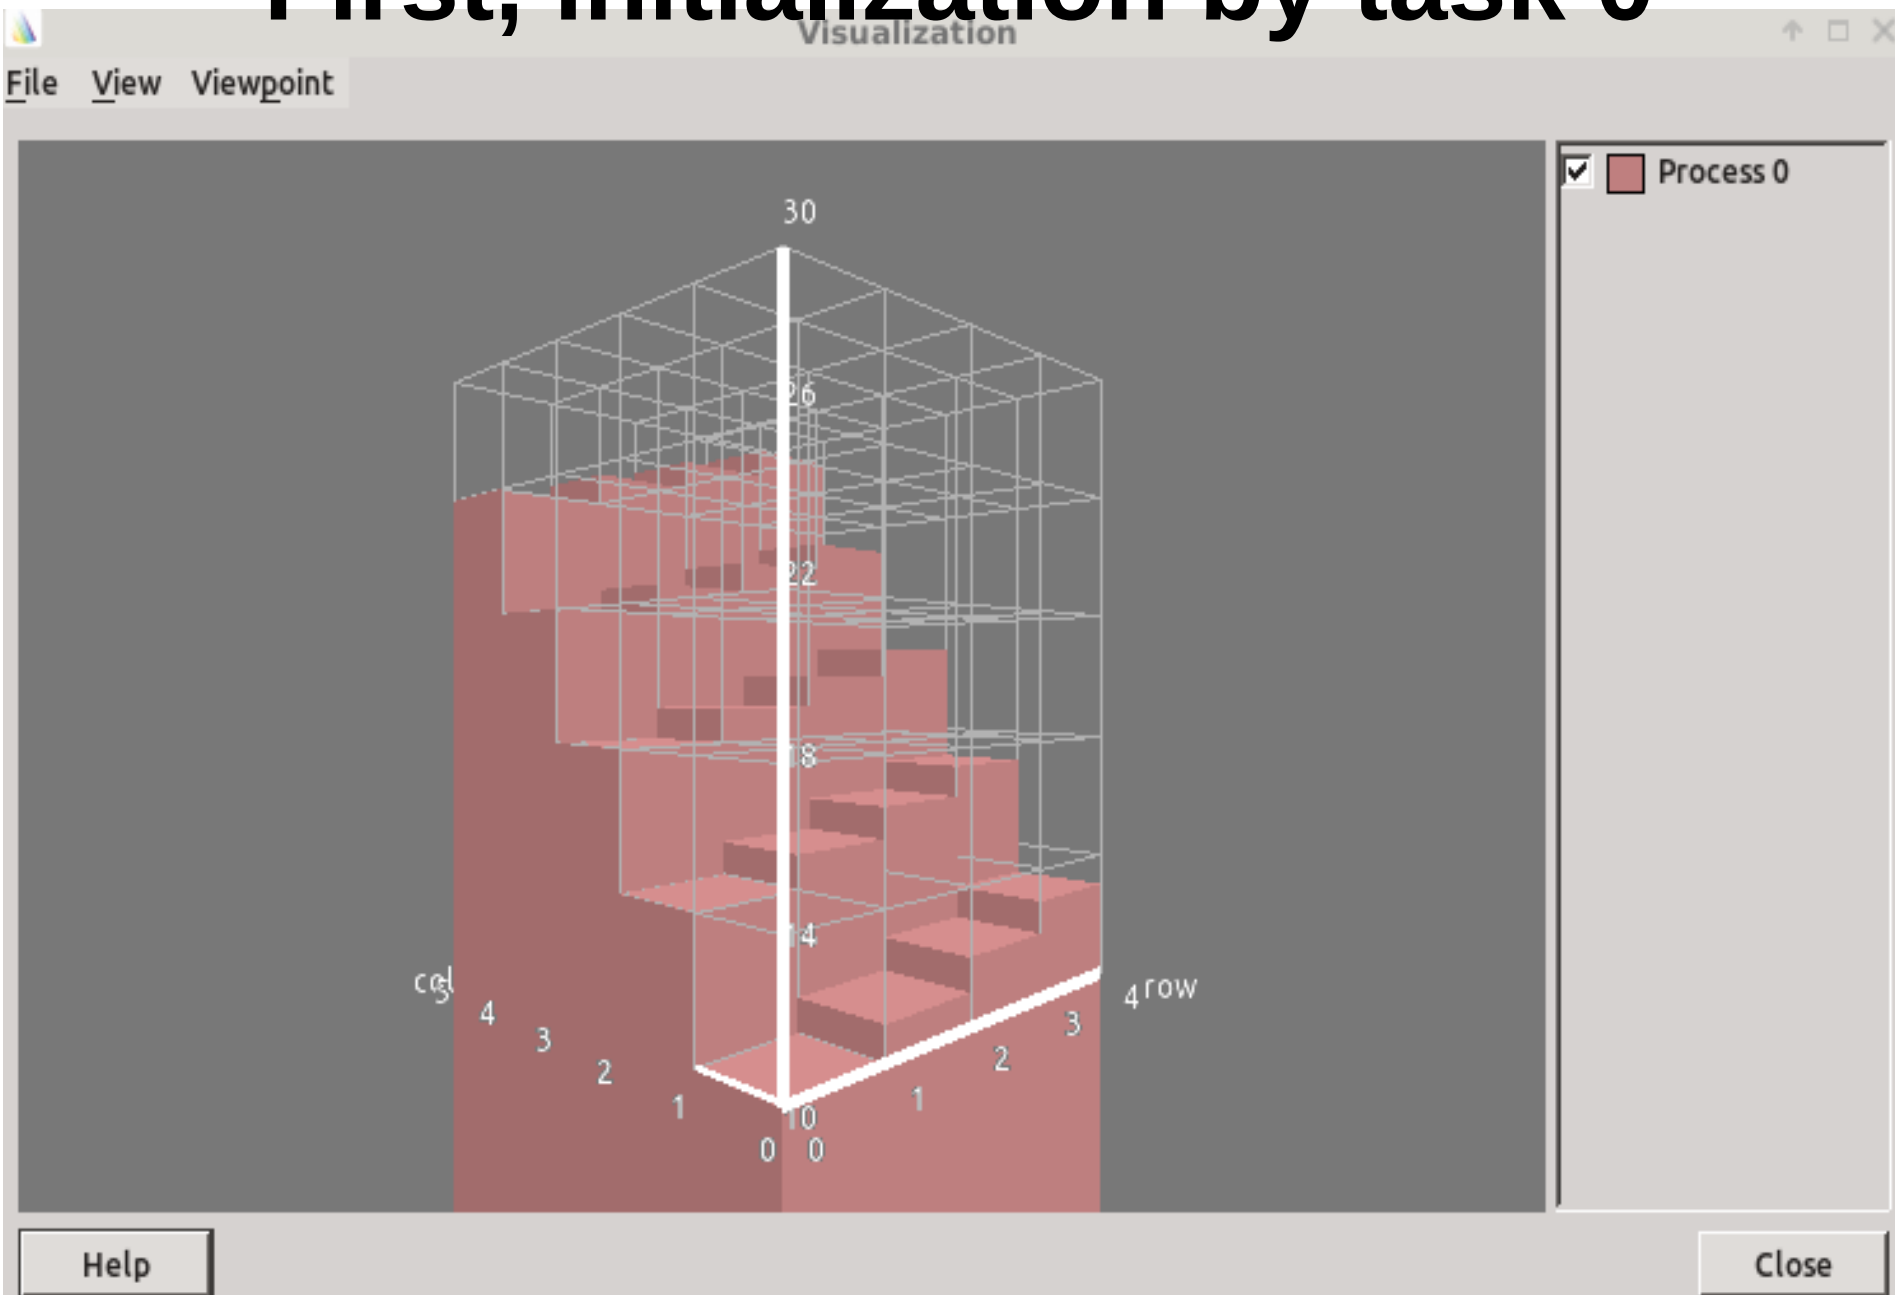 First, initialization by task 0
Visualization
File View Viewpoint
Process 0
30
26
22
18
14
10
col
5
4
3
2
1
0
0
1
2
3
4
row
Help
Close